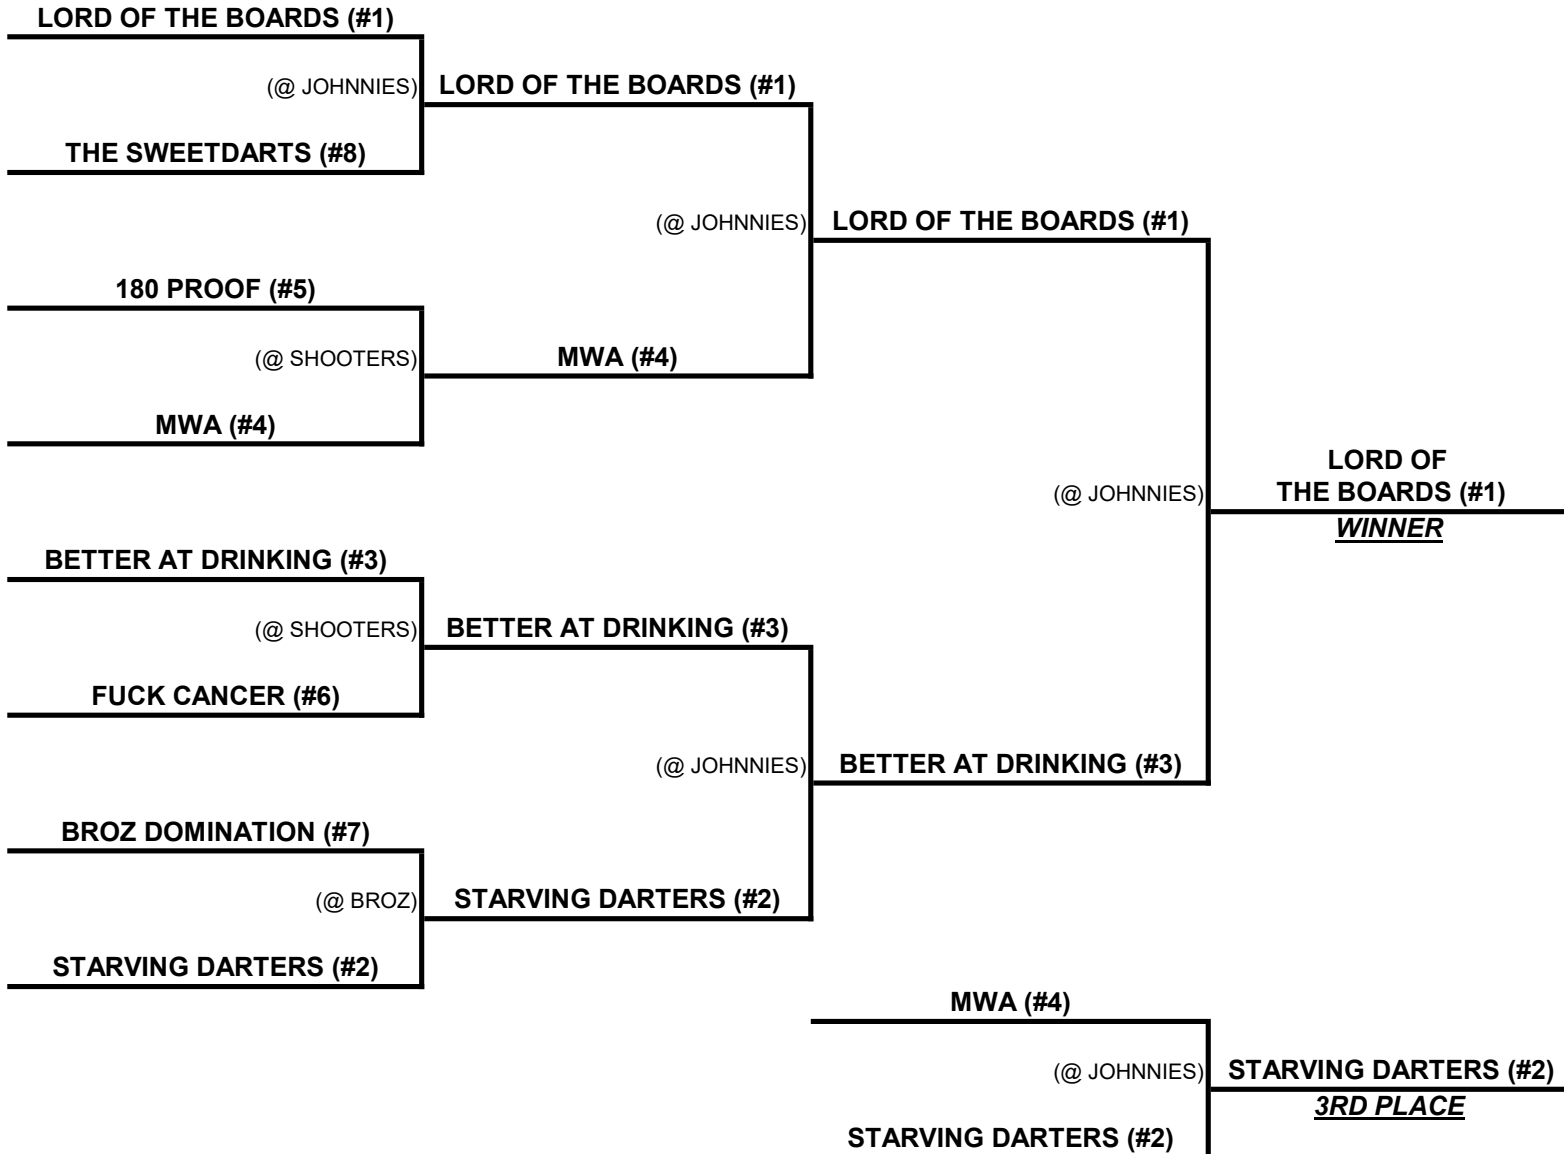 LORD OF THE BOARDS (#1)
(@ JOHNNIES)
LORD OF THE BOARDS (#1)
THE SWEETDARTS (#8)
(@ JOHNNIES)
LORD OF THE BOARDS (#1)
180 PROOF (#5)
(@ SHOOTERS)
MWA (#4)
MWA (#4)
LORD OF
THE BOARDS (#1)
(@ JOHNNIES)
WINNER
BETTER AT DRINKING (#3)
(@ SHOOTERS)
BETTER AT DRINKING (#3)
FUCK CANCER (#6)
(@ JOHNNIES)
BETTER AT DRINKING (#3)
BROZ DOMINATION (#7)
(@ BROZ)
STARVING DARTERS (#2)
STARVING DARTERS (#2)
MWA (#4)
(@ JOHNNIES)
STARVING DARTERS (#2)
3RD PLACE
STARVING DARTERS (#2)